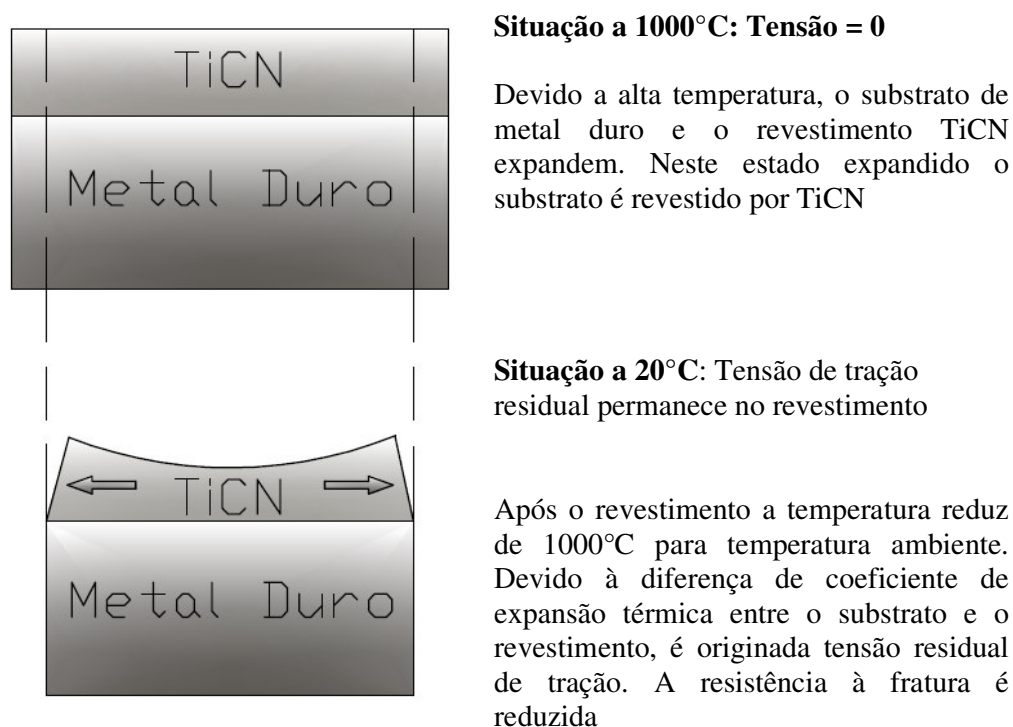 Situação a 1000°C: Tensão = 0
TiCN
Metal Duro
Devido a alta temperatura, o substrato de
metal duro e o revestimento TiCN
expandem. Neste estado expandido o
substrato é revestido por TiCN
Situação a 20°C: Tensão de tração
residual permanece no revestimento
TiCN
Metal Duro
Após o revestimento a temperatura reduz
de 1000°C para temperatura ambiente.
Devido à diferença de coeficiente de
expansão térmica entre o substrato e o
revestimento, é originada tensão residual
de tração. A resistência à fratura é
reduzida